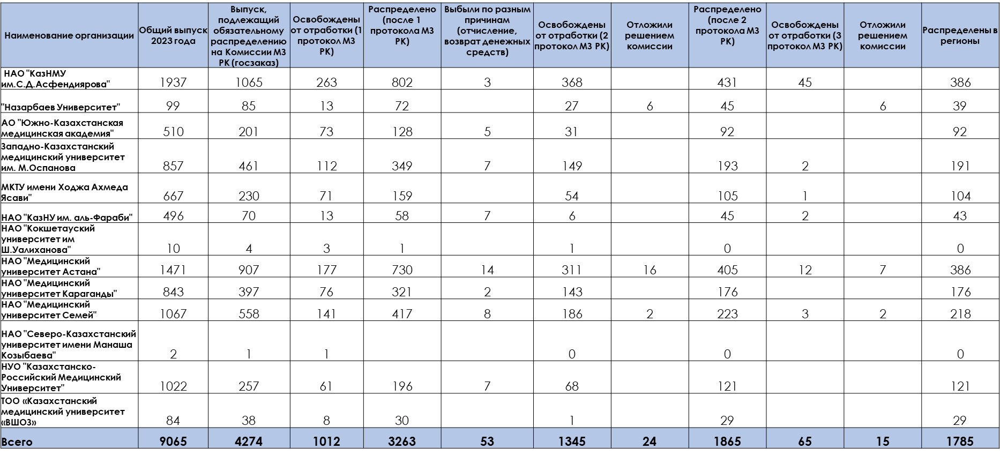 Наименование организации
Общий выпуск
2023 года
Выпуск,
подлежащий
обязательному
распределению
на Комиссии МЗ
РК (госзаказ)
Освобождены
от отработки (1
протокол МЗ
РК)
Распределено
(после 1
протокола МЗ
РК)
Выбыли по разным
причинам
(отчисление,
возврат денежных
средств)
Освобождены
от отработки (2
протокол МЗ РК)
Отложили
решением
комиссии
Распределено
(после 2
протокола МЗ
РК)
Освобождены
от отработки (3
протокол МЗ РК)
Отложили
решением
комиссии
Распределены в
регионы
НАО "КазНМУ
им.С.Д.Асфендиярова"
1937 1065 263 802 3 368 431 45 386
"Назарбаев Университет"
99 85 13 72 27 6 45 6 39
АО "Южно-Казахстанская
медицинская академия"
510 201 73 128 5 31 92 92
Западно-Казахстанский
медицинский университет
им. М.Оспанова
857 461 112 349 7 149 193 2 191
МКТУ имени Ходжа Ахмеда
Ясави"
667 230 71 159 54 105 1 104
НАО "КазНУ им. аль-Фараби"
496 70 13 58 7 6 45 2 43
НАО "Кокшетауский
университет им
Ш.Уалиханова"
10 4 3 1 1 0 0
НАО "Медицинский
университет Астана"
1471 907 177 730 14 311 16 405 12 7 386
НАО "Медицинский
университет Караганды"
843 397 76 321 2 143 176 176
НАО "Медицинский
университет Семей"
1067 558 141 417 8 186 2 223 3 2 218
НАО "Северо-Казахстанский
университет имени Манаша
Козыбаева"
2 1 1 0 0 0
НУО "Казахстанско-
Российский Медицинский
Университет"
1022 257 61 196 7 68 121 121
ТОО «Казахстанский
медицинский университет
«ВШОЗ»
84 38 8 30 1 29 29
Всего 9065 4274 1012 3263 53 1345 24 1865 65 15 1785